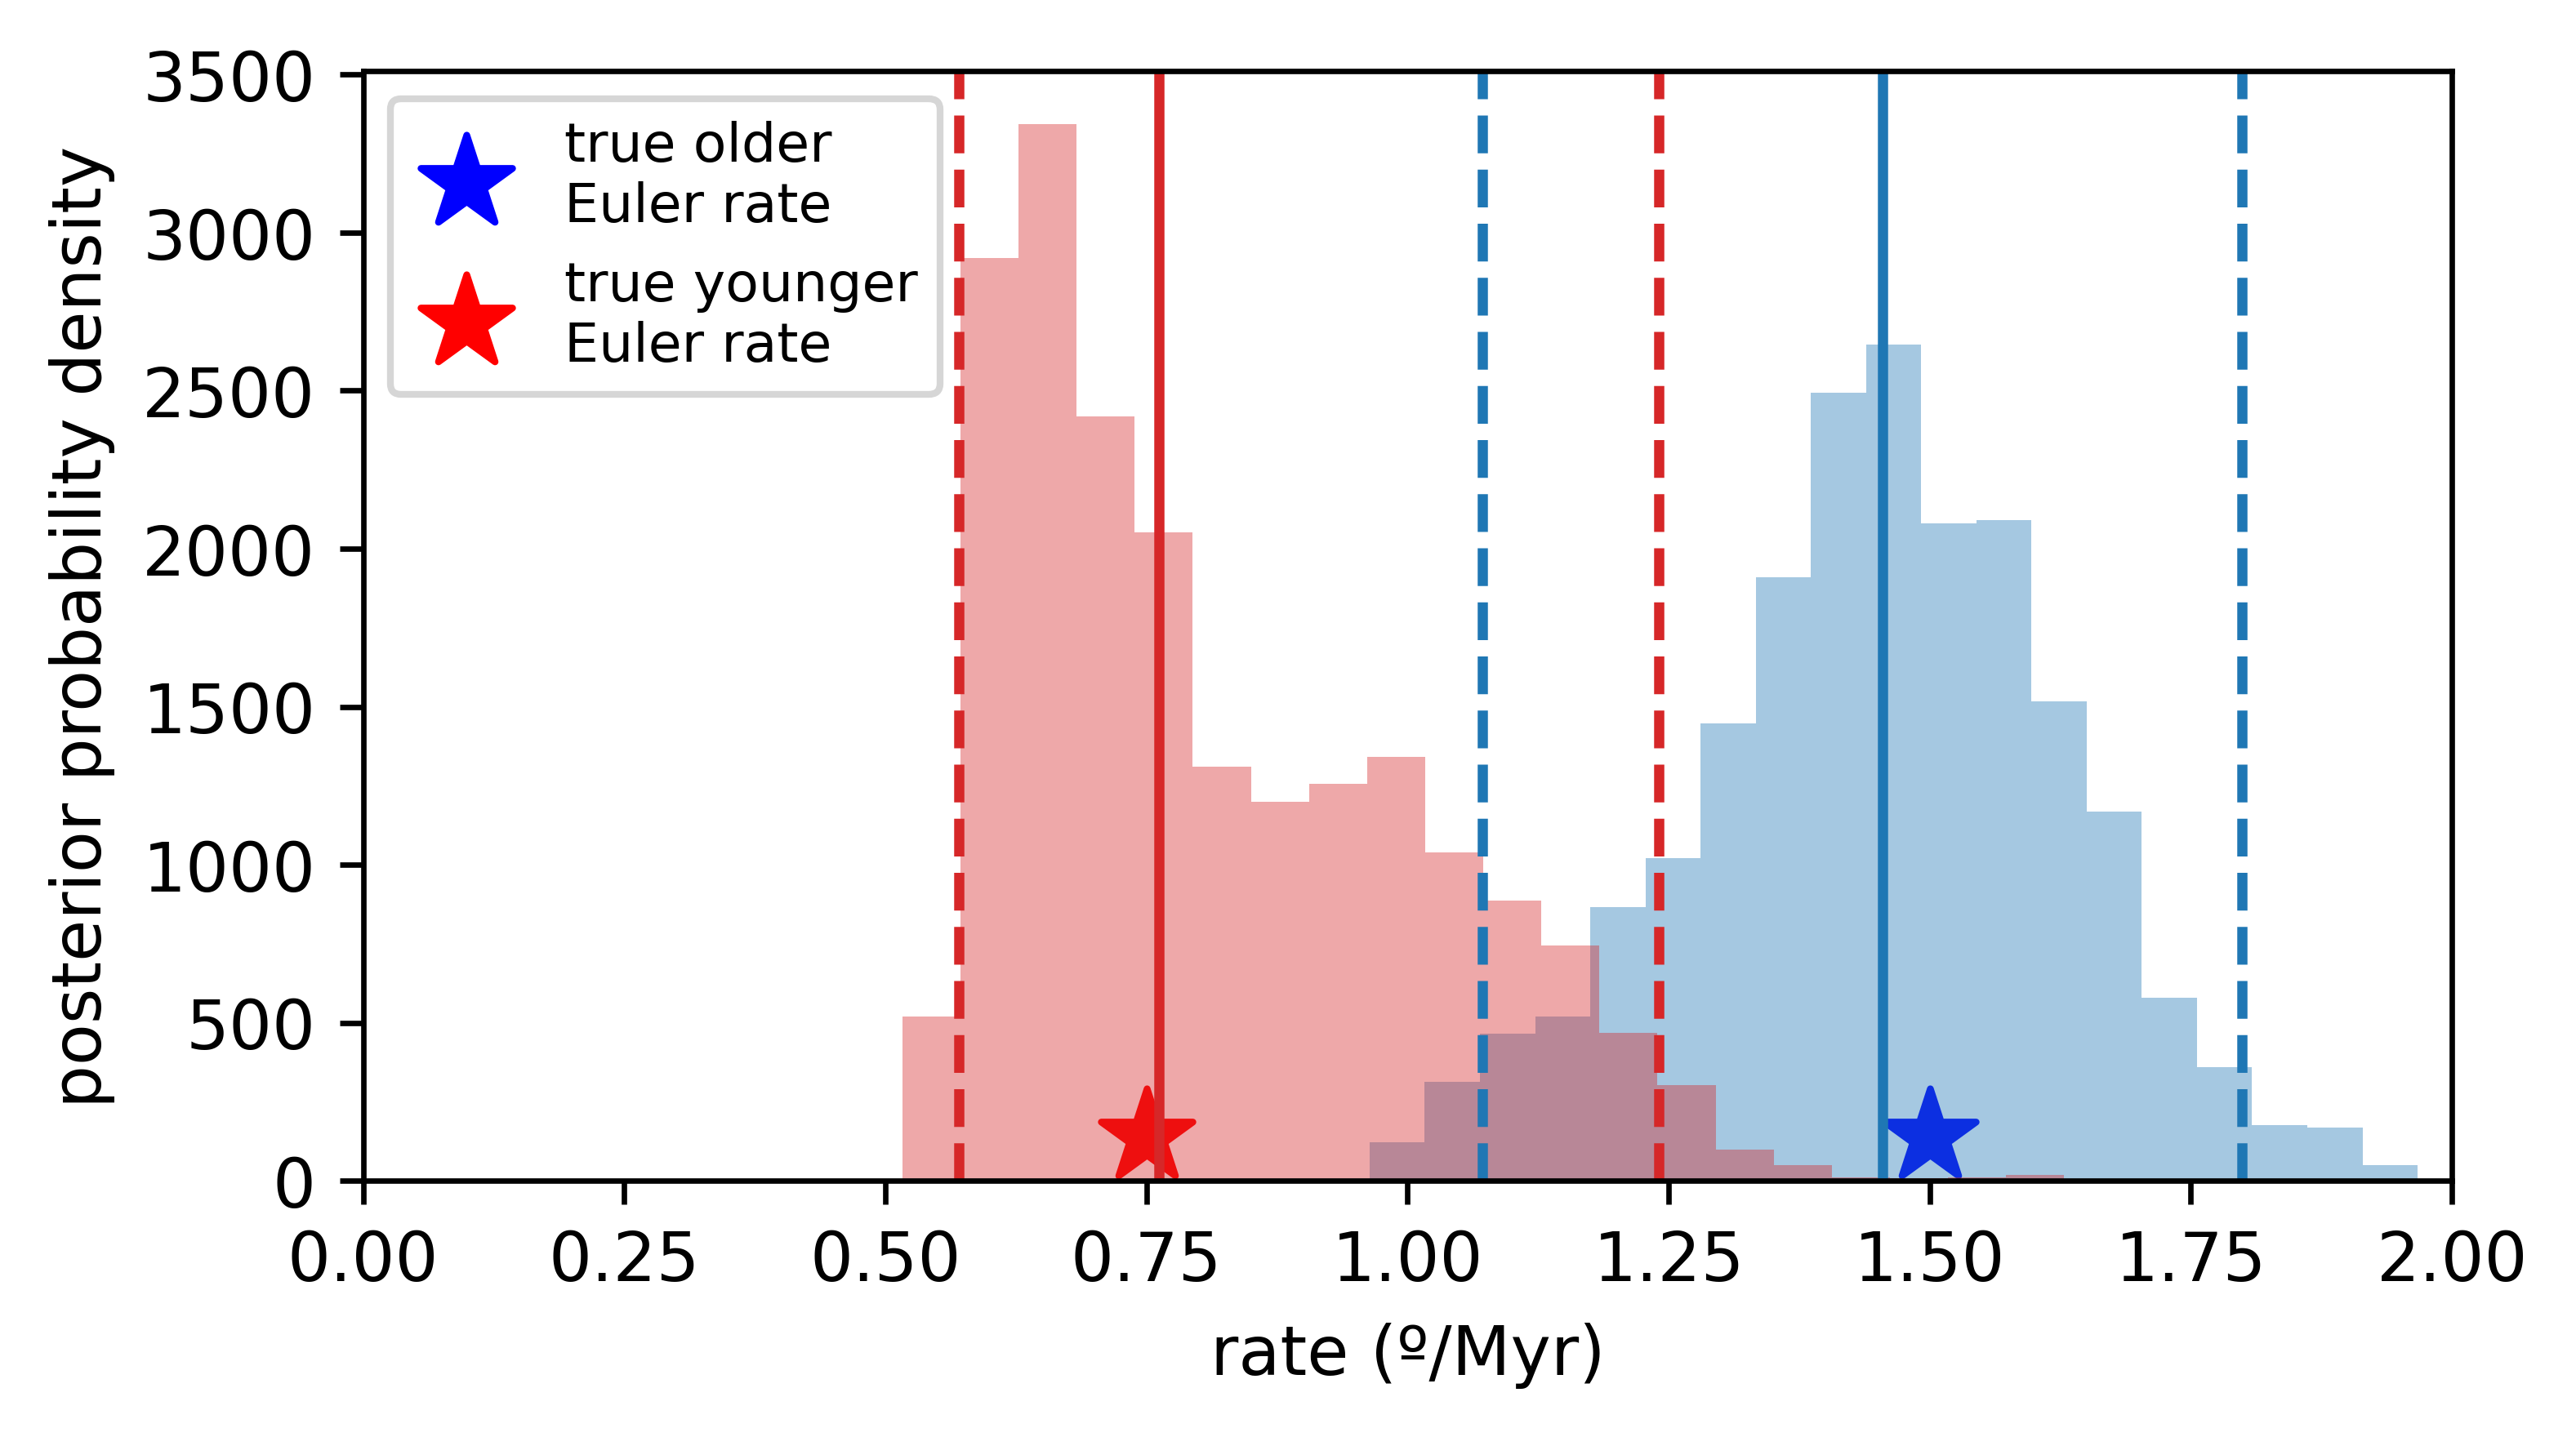 3500
3000
2500
2000
1500
1000
500
0
posterior probability density
true older
Euler rate
true younger
Euler rate
0.00 0.25 0.50 0.75 1.00 1.25 1.50 1.75 2.00
rate (º/Myr)